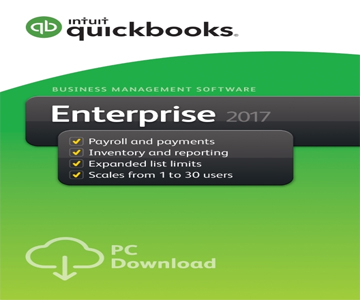 qb intuit
quickbooks®
BUSINESS MANAGEMENT SOFTWARE
Enterprise 2017
Payroll and payments
Inventory and reporting
Expanded list limits
Scales from 1 to 30 users
PC
Download